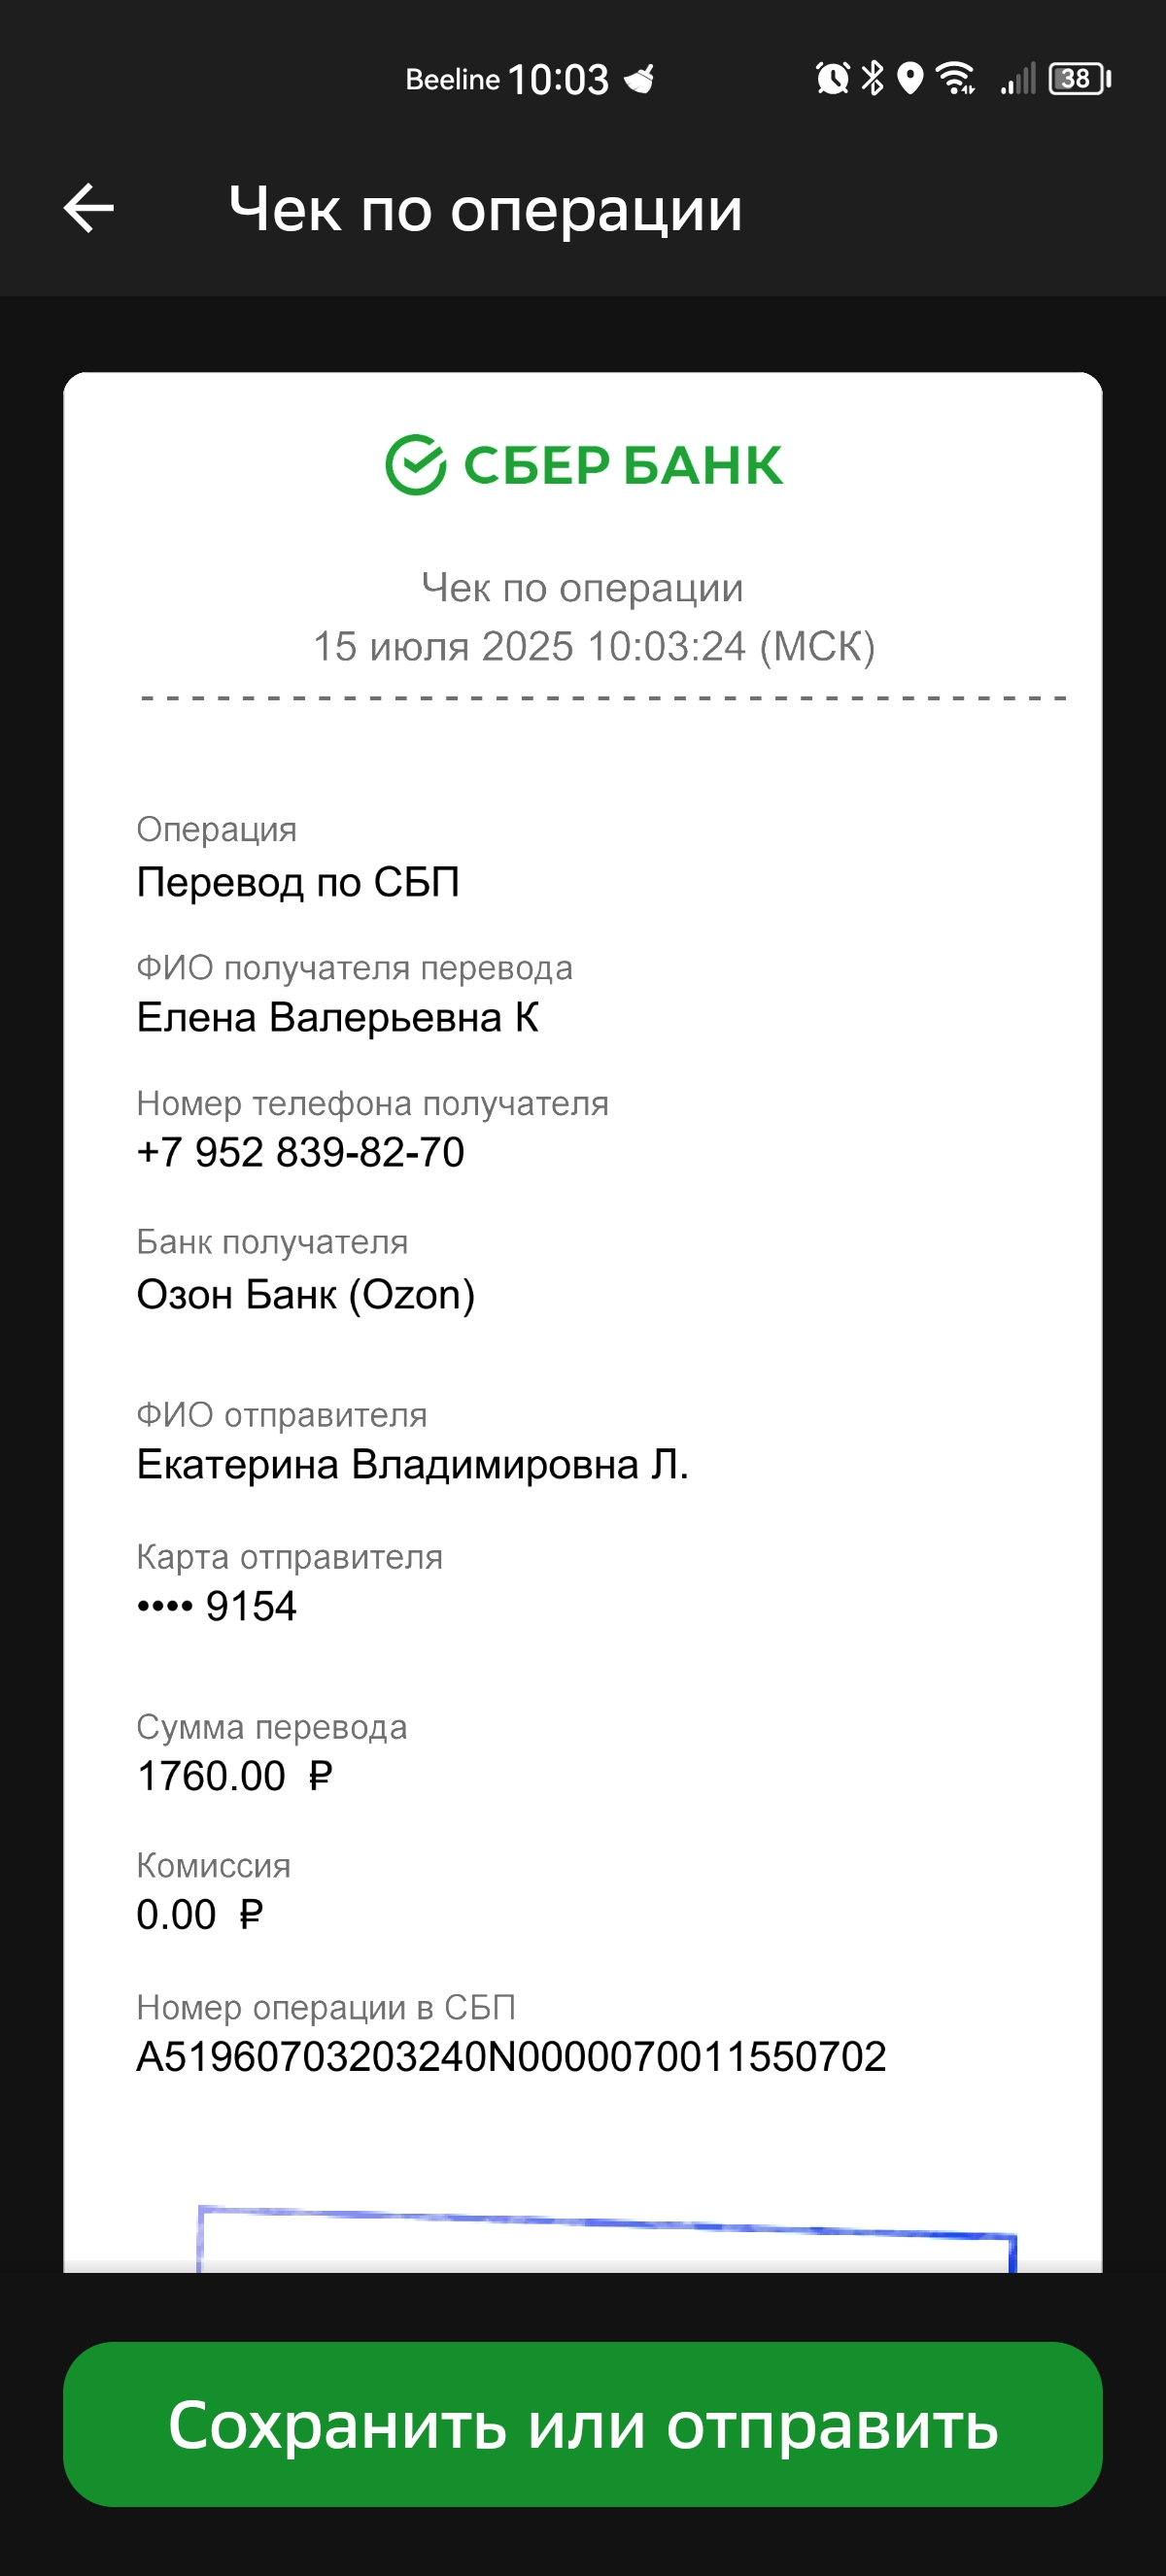 Beeline 10:03 38
Чек по операции
СБЕР БАНК
Чек по операции
15 июля 2025 10:03:24 (МСК)
Операция
Перевод по СБП
ФИО получателя перевода
Елена Валерьевна К
Номер телефона получателя
+7 952 839-82-70
Банк получателя
Озон Банк (Ozon)
ФИО отправителя
Екатерина Владимировна Л.
Карта отправителя
•••• 9154
Сумма перевода
1760.00 ₽
Комиссия
0.00 ₽
Номер операции в СБП
A51960703203240N0000070011550702
Сохранить или отправить